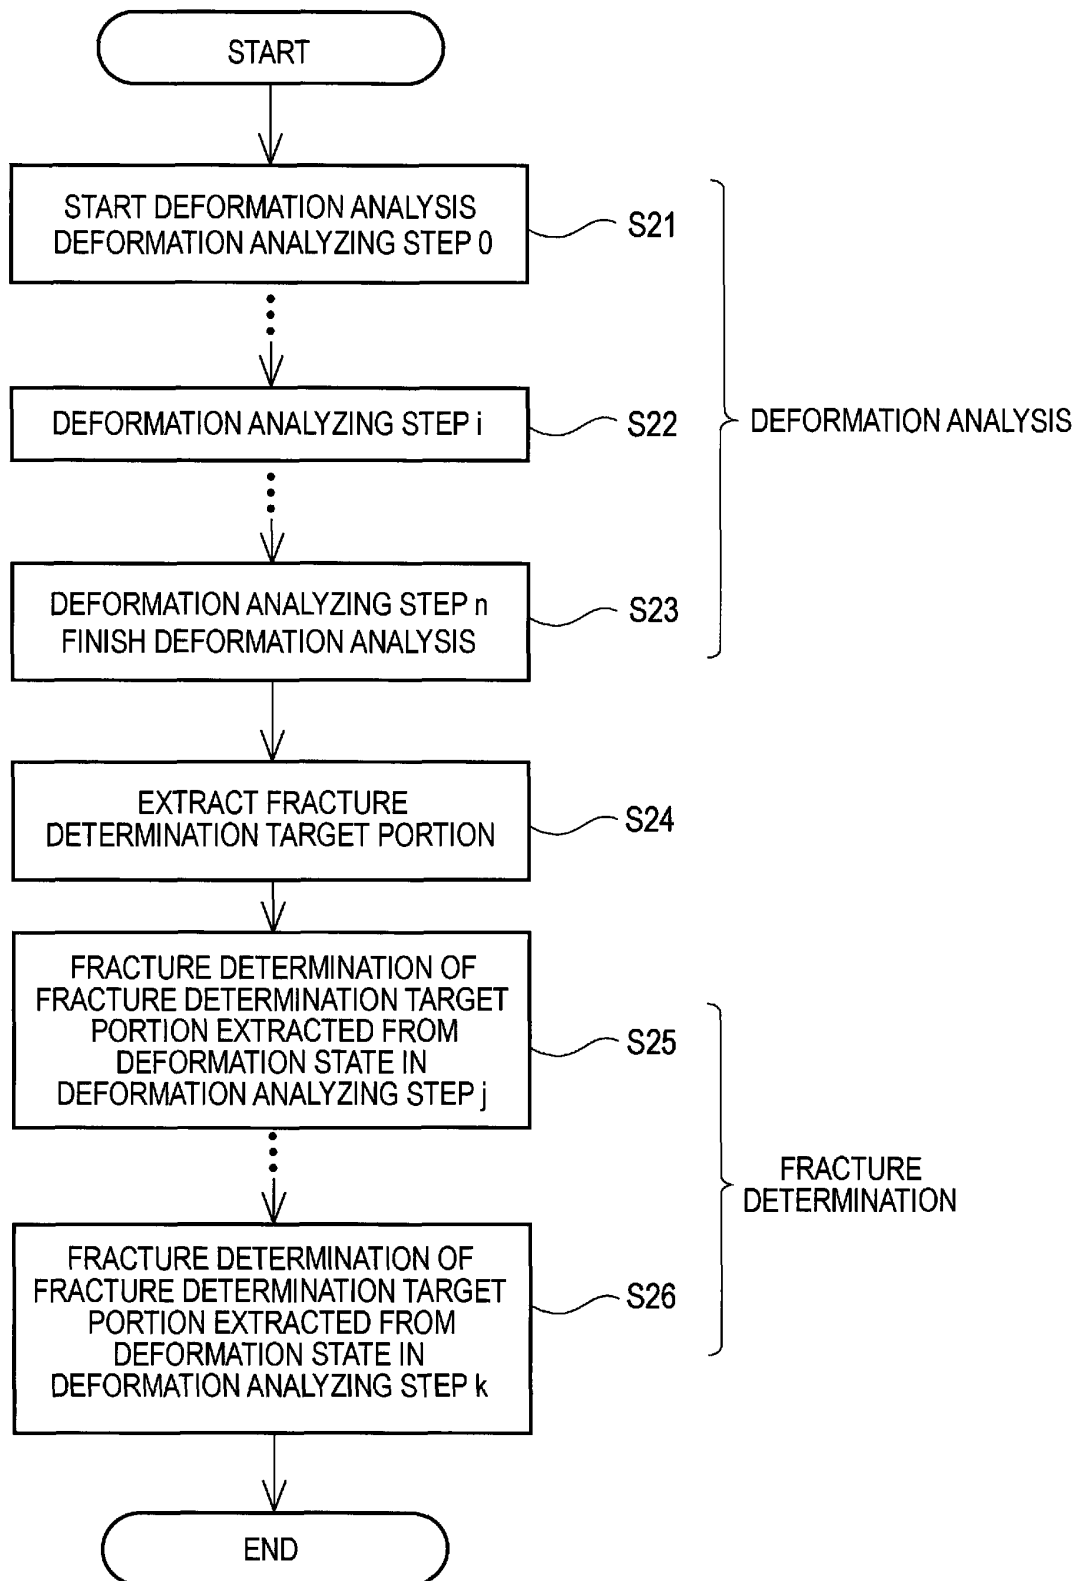 START
START DEFORMATION ANALYSIS
DEFORMATION ANALYZING STEP 0
S21
DEFORMATION ANALYZING STEP i
S22
DEFORMATION ANALYSIS
DEFORMATION ANALYZING STEP n
FINISH DEFORMATION ANALYSIS
S23
EXTRACT FRACTURE
DETERMINATION TARGET PORTION
S24
FRACTURE DETERMINATION OF
FRACTURE DETERMINATION TARGET
PORTION EXTRACTED FROM
DEFORMATION STATE IN
DEFORMATION ANALYZING STEP j
S25
FRACTURE
DETERMINATION
FRACTURE DETERMINATION OF
FRACTURE DETERMINATION TARGET
PORTION EXTRACTED FROM
DEFORMATION STATE IN
DEFORMATION ANALYZING STEP k
S26
END